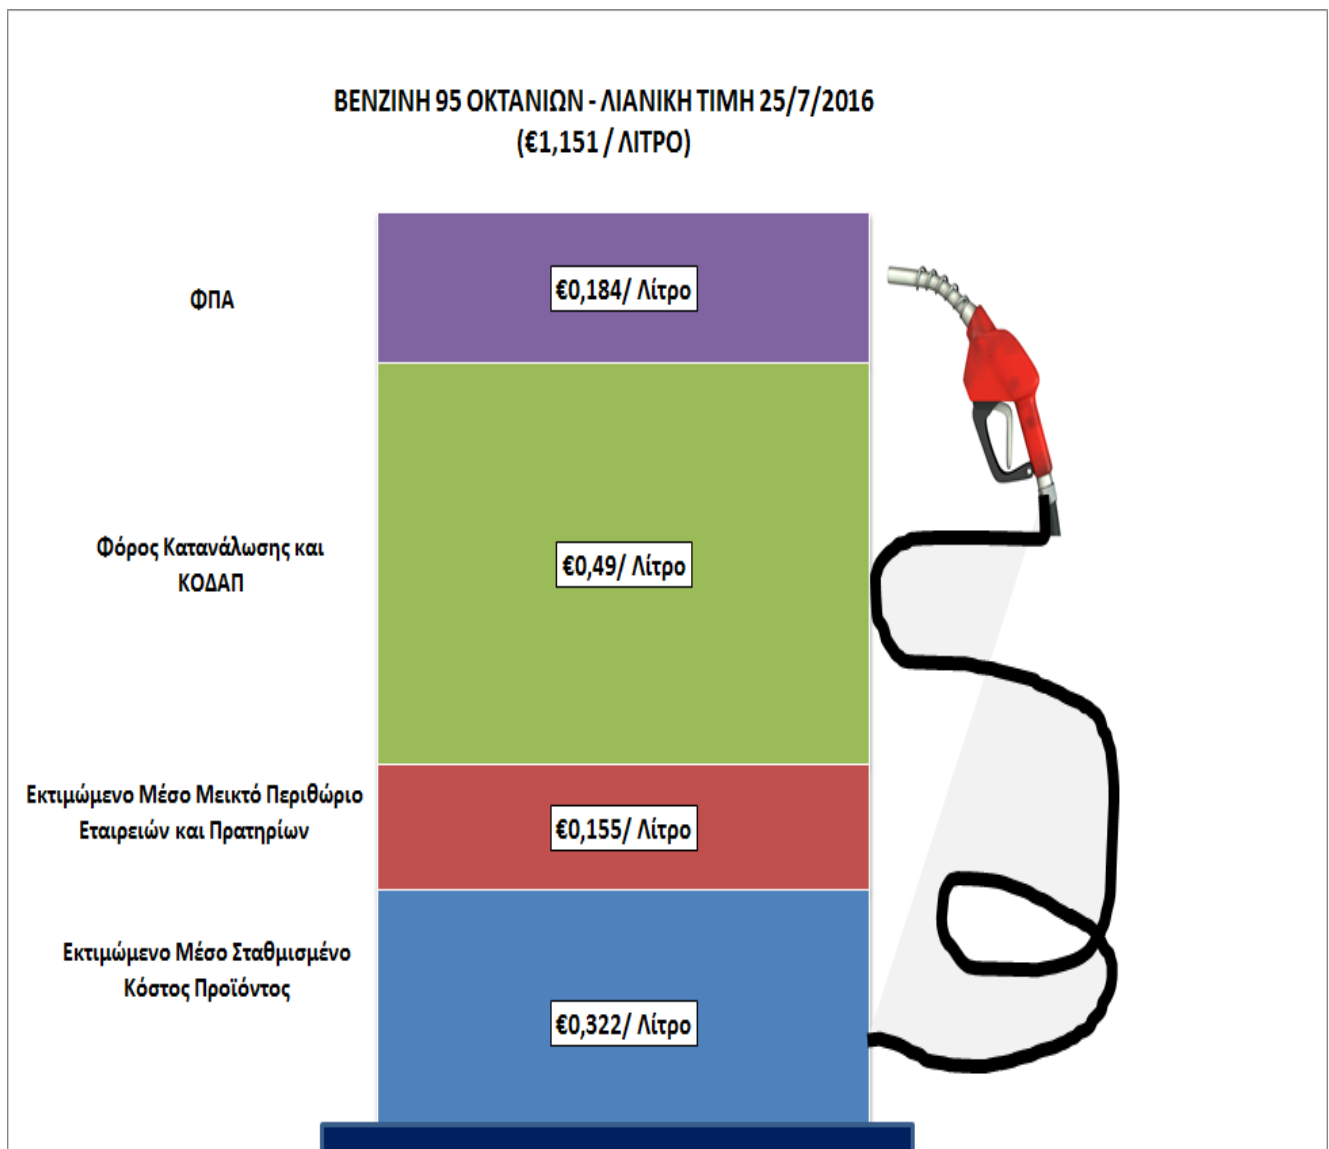 ΒΕΝΖΙΝΗ 95 ΟΚΤΑΝΙΩΝ - ΛΙΑΝΙΚΗ ΤΙΜΗ 25/7/2016
(€1,151 / ΛΙΤΡΟ)
ΦΠΑ
€0,184/ Λίτρο
Φόρος Κατανάλωσης και
ΚΟΔΑΠ
€0,49/ Λίτρο
Εκτιμώμενο Μέσο Μεικτό Περιθώριο
Εταιρειών και Πρατηρίων
€0,155/ Λίτρο
Εκτιμώμενο Μέσο Σταθμισμένο
Κόστος Προϊόντος
€0,322/ Λίτρο